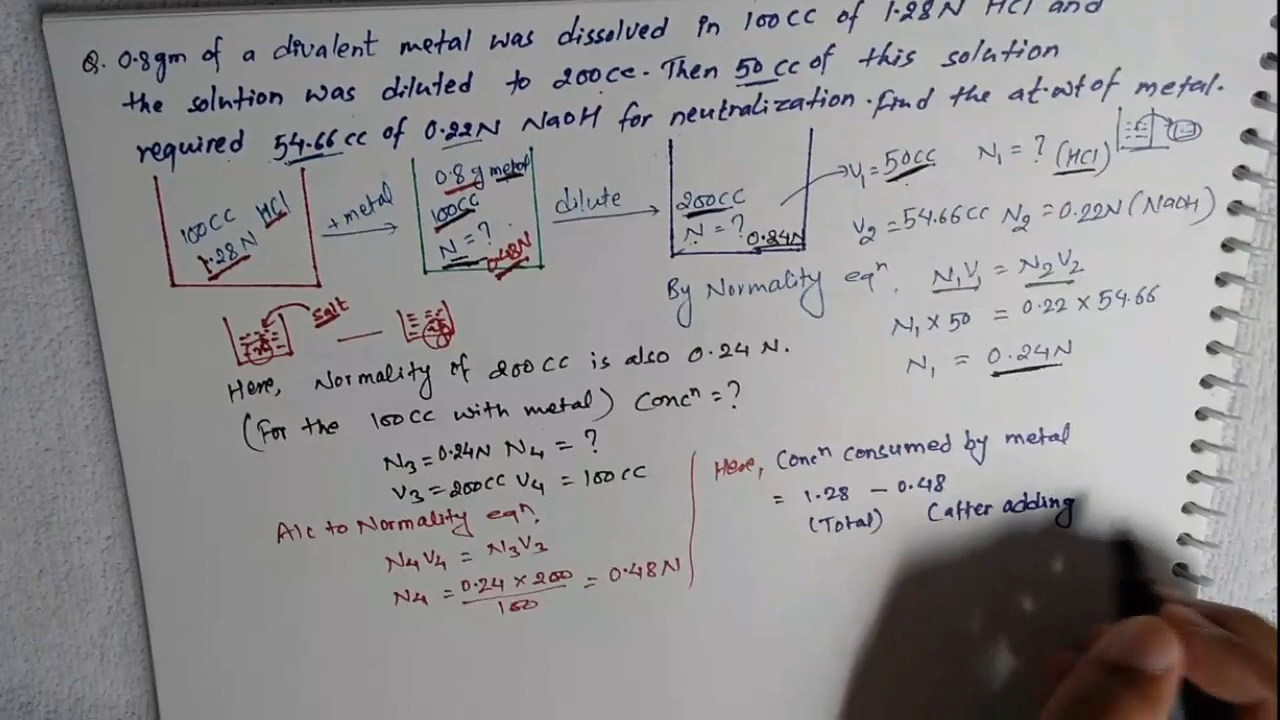 Q. 0.8gm of a divalent metal was dissolved in 100CC of 1.28N HCl and
the solution was diluted to 200cc. Then 50cc of this solution
required 54.66cc of 0.22N NaOH for neutralization. find the at.wt of metal.
100CC HCl
1.28N
+metal
0.8g metal
100CC
N = ?
0.48N
dilute
200CC
N = ? 0.24N
V1 = 50CC N1 = ? (HCl)
V2 = 54.66CC N2 = 0.22N (NaOH)
By Normality eqn. N1V1 = N2V2
N1 × 50 = 0.22 × 54.66
N1 = 0.24N
Salt
Here, Normality of 200CC is also 0.24 N.
(For the 100CC with metal) Concn = ?
N3 = 0.24N N4 = ?
V3 = 200CC V4 = 100CC
A/c to Normality eqn.
N4V4 = N3V3
N4 = 0.24 × 200 / 100 = 0.48N
Here, Concn consumed by metal
= 1.28 - 0.48
(Total) (after adding